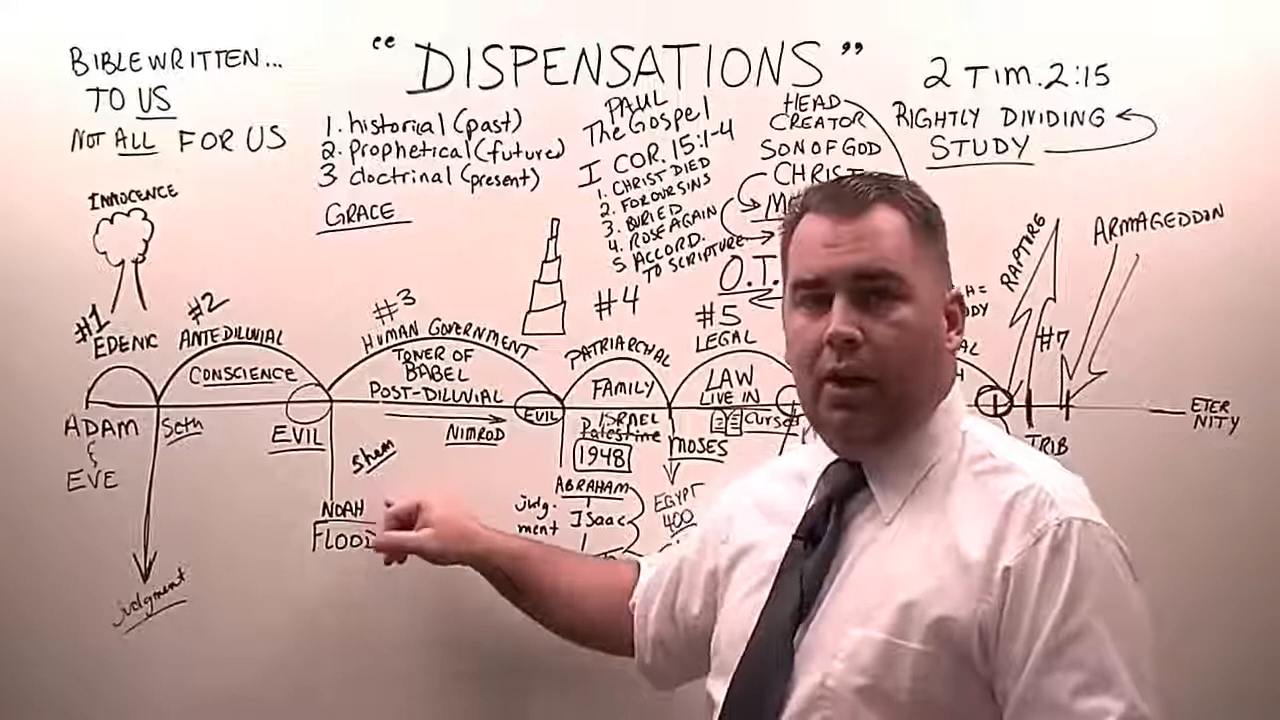 BIBLE WRITTEN...
TO US
NOT ALL FOR US
"DISPENSATIONS"
1. historical (past)
2. Prophetical (future)
3 doctrinal (present)
GRACE
PAUL
The Gospel
I COR. 15:1-4
1. CHRIST DIED
2. FOR OUR SINS
3. BURIED
4. ROSE AGAIN
5 ACCORD.
TO SCRIPTURE
HEAD
CREATOR
SON OF GOD
CHRIST
O.T.
2 Tim. 2:15
RIGHTLY DIVIDING
STUDY
INNOCENCE
#1
EDENIC
#2
ANTEDILUVIAL
CONSCIENCE
#3
HUMAN GOVERNMENT
TOWER OF
BABEL
POST-DILUVIAL
#4
PATRIARCHAL
FAMILY
#5
LEGAL
LAW
LIVE IN
Curse
RAPTURE
#7
ARMAGEDDON
ETER
NITY
TRIB
ADAM
&
EVE
Seth
judgment
EVIL
NOAH
FLOOD
Shem
NIMROD
EVIL
ISRAEL
Palestine
1948
ABRAHAM
Isaac
judg-
ment
MOSES
EGYPT
400